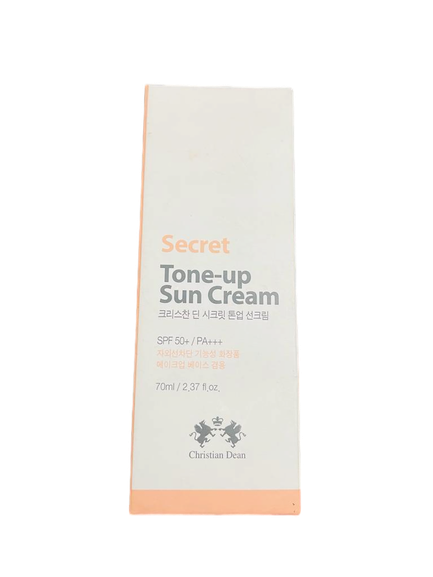 Secret
Tone-up
Sun Cream
크리스찬 딘 시크릿 톤업 선크림
SPF 50+ / PA+++
자외선차단 기능성 화장품
메이크업 베이스 겸용
70ml / 2.37 fl.oz.
Christian Dean